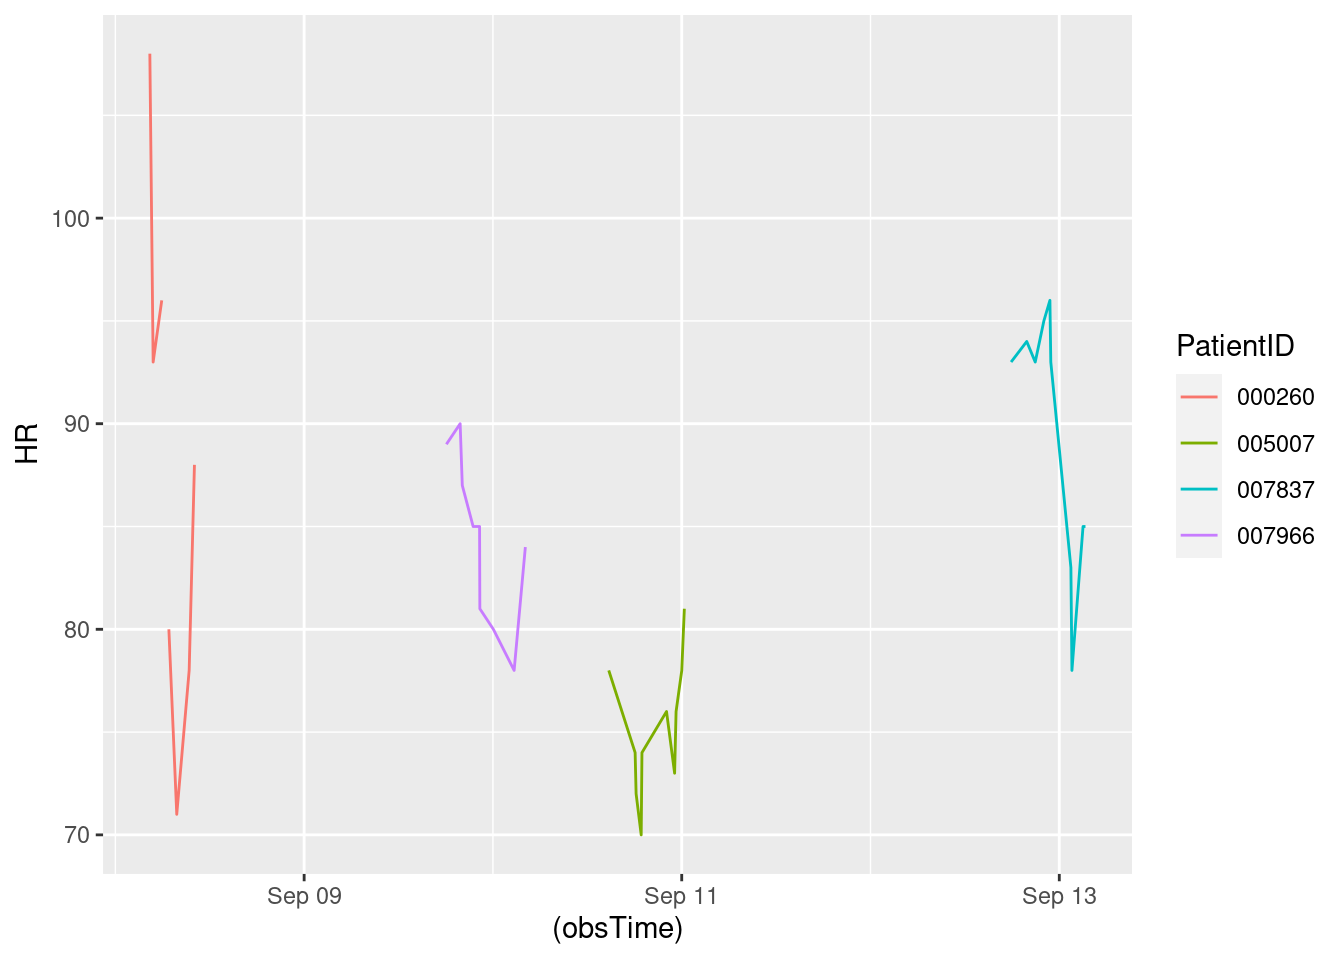 HR
100
90
80
70
Sep 09
Sep 11
Sep 13
(obsTime)
PatientID
000260
005007
007837
007966